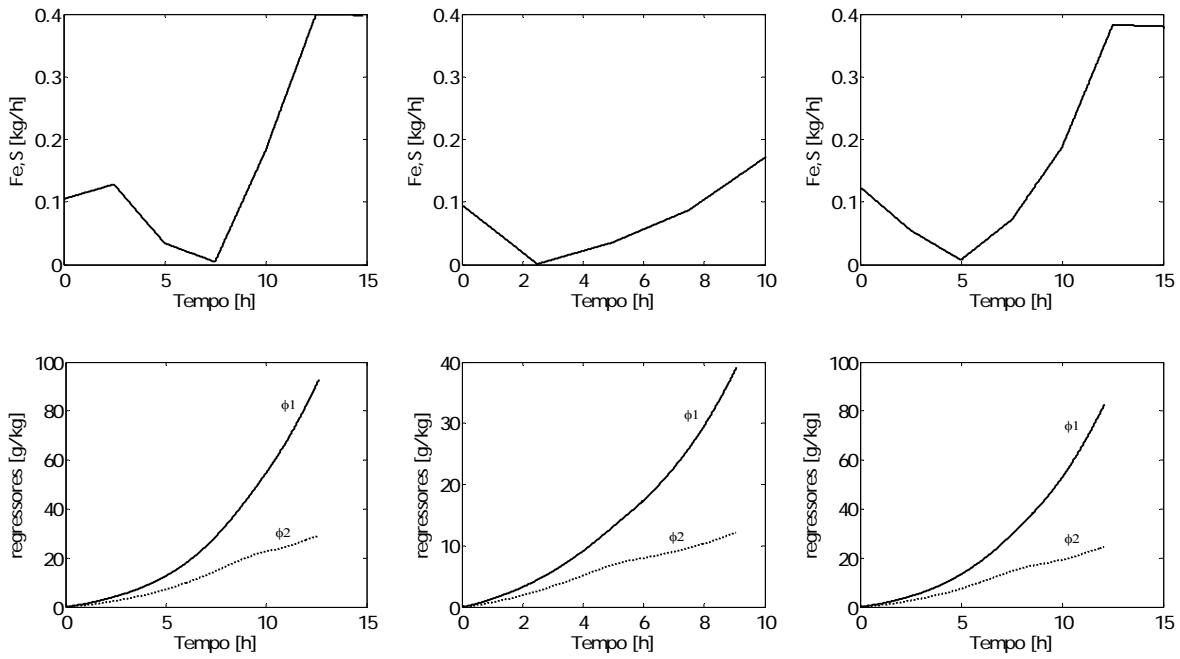 0.4
0.3
0.2
0.1
0
Fe,S [kg/h]
0 5 10 15
Tempo [h]
0.4
0.3
0.2
0.1
0
Fe,S [kg/h]
0 2 4 6 8 10
Tempo [h]
0.4
0.3
0.2
0.1
0
Fe,S [kg/h]
0 5 10 15
Tempo [h]
100
80
60
40
20
0
regressores [g/kg]
ϕ1
ϕ2
0 5 10 15
Tempo [h]
40
30
20
10
0
regressores [g/kg]
ϕ1
ϕ2
0 2 4 6 8 10
Tempo [h]
100
80
60
40
20
0
regressores [g/kg]
ϕ1
ϕ2
0 5 10 15
Tempo [h]